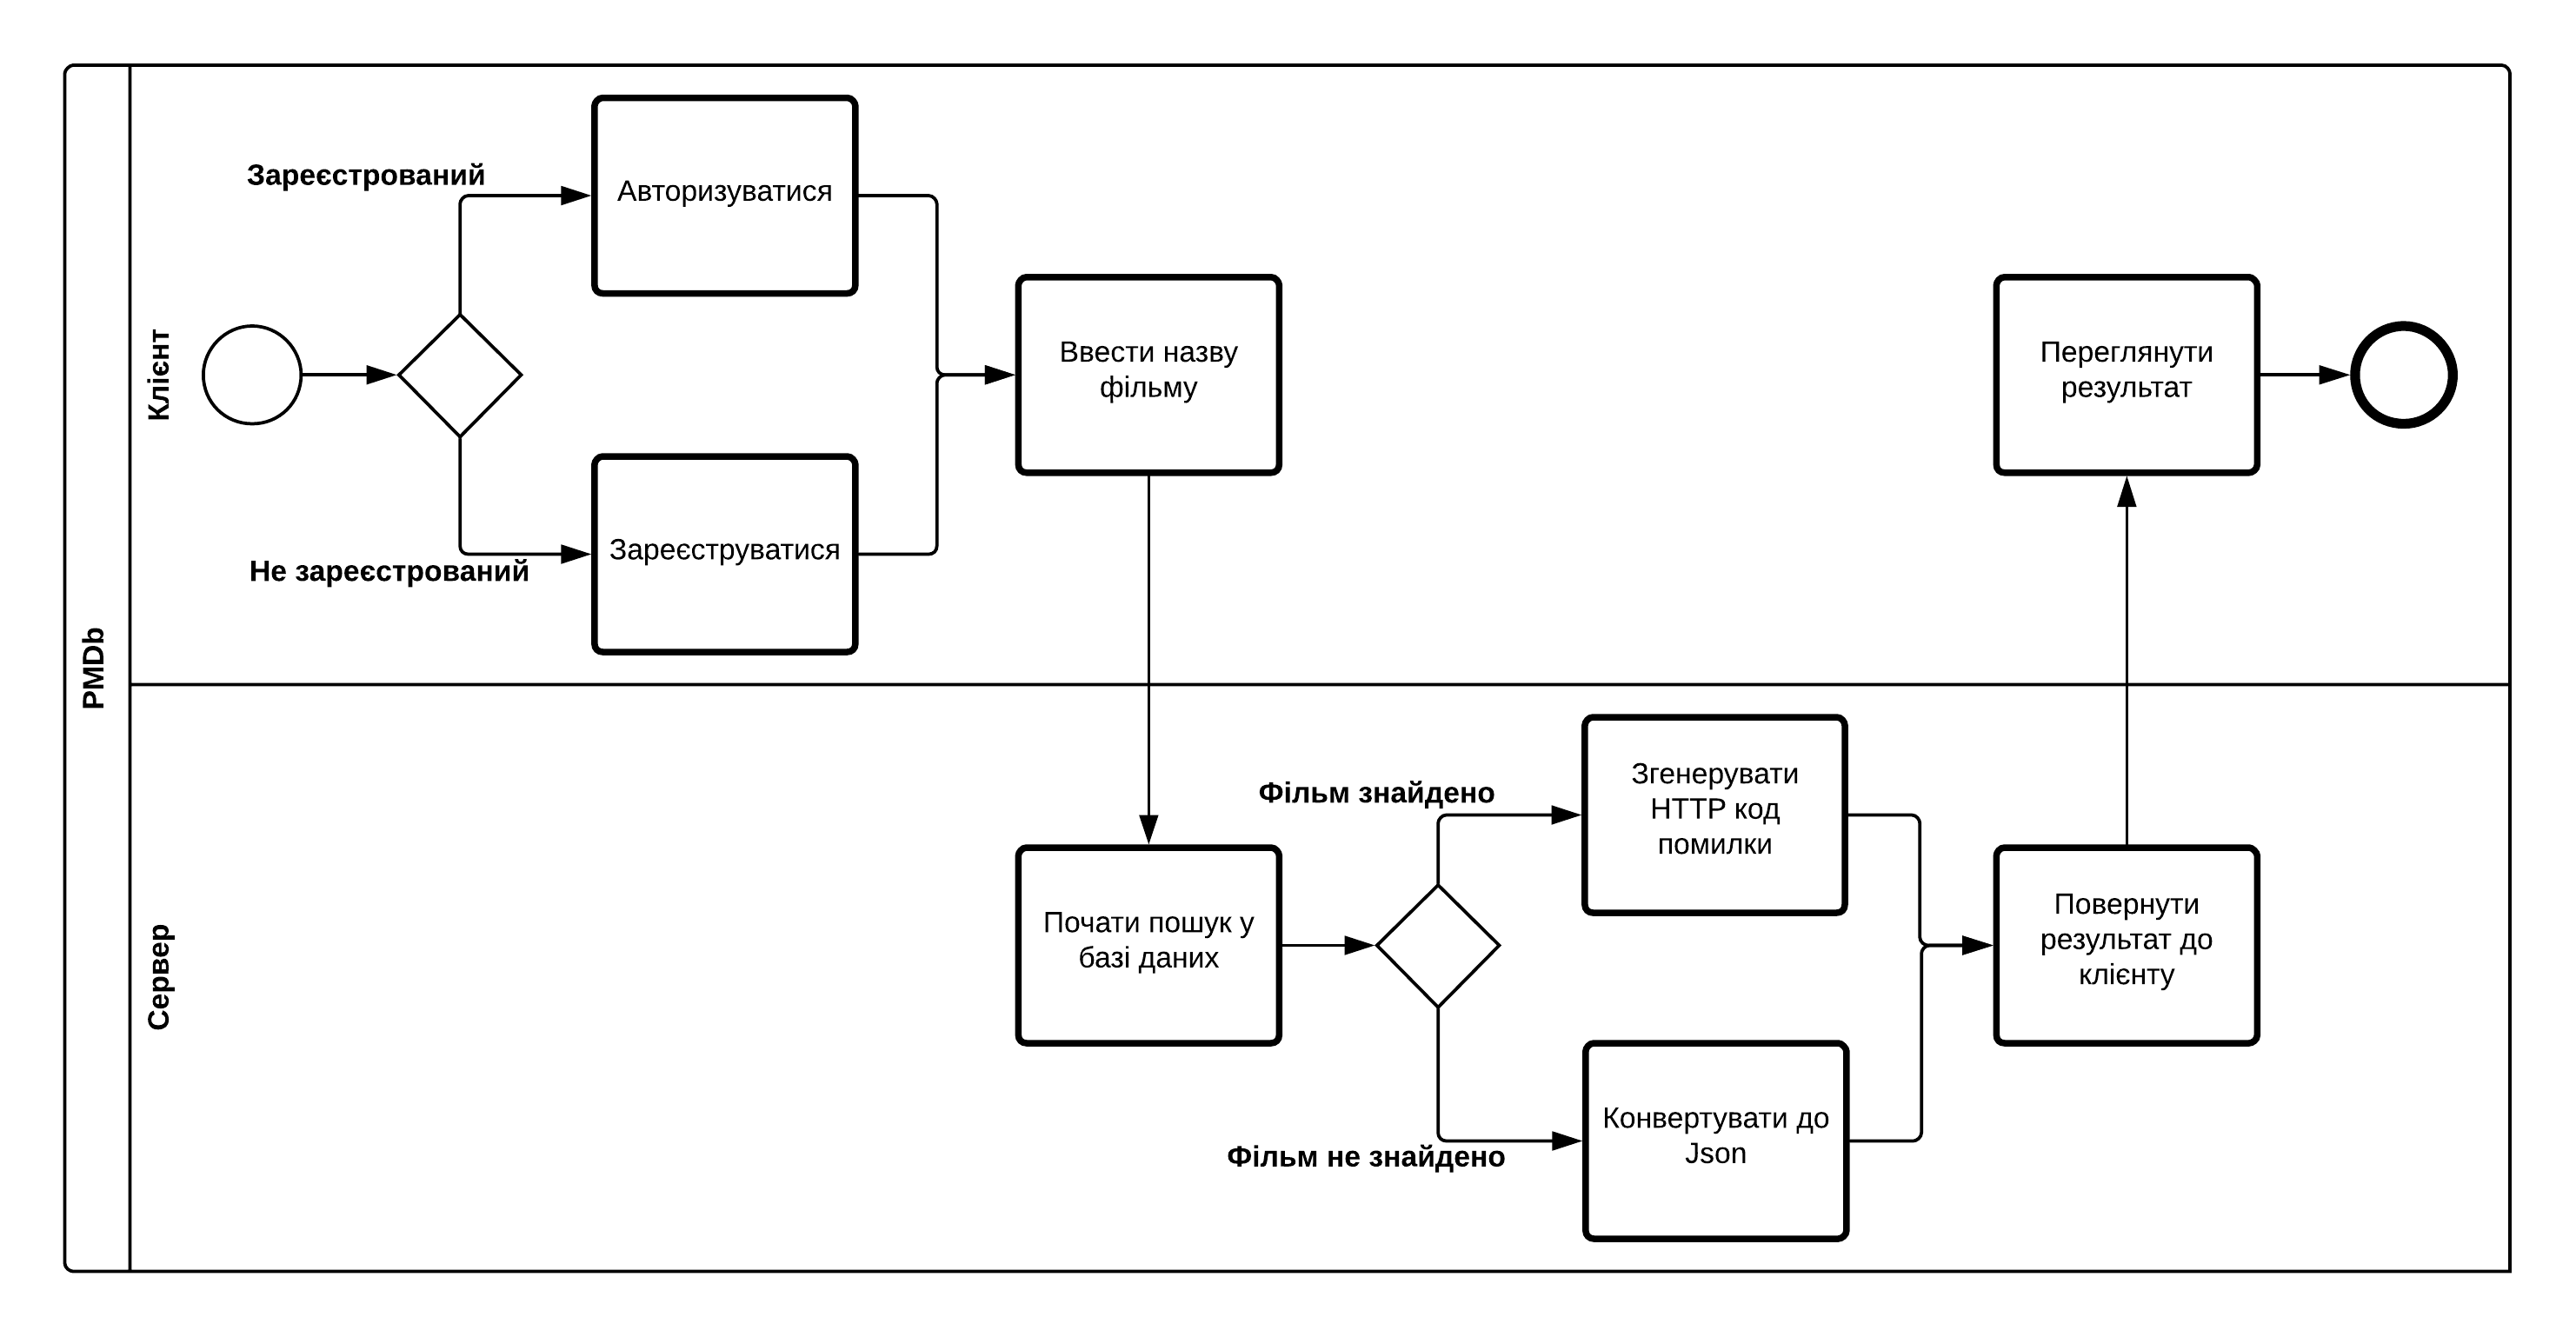 PMDb
Клієнт
Зареєстрований
Авторизуватися
Не зареєстрований
Зареєструватися
Ввести назву
фільму
Переглянути
результат
Сервер
Почати пошук у
базі даних
Фільм знайдено
Згенерувати
HTTP код
помилки
Фільм не знайдено
Конвертувати до
Json
Повернути
результат до
клієнту